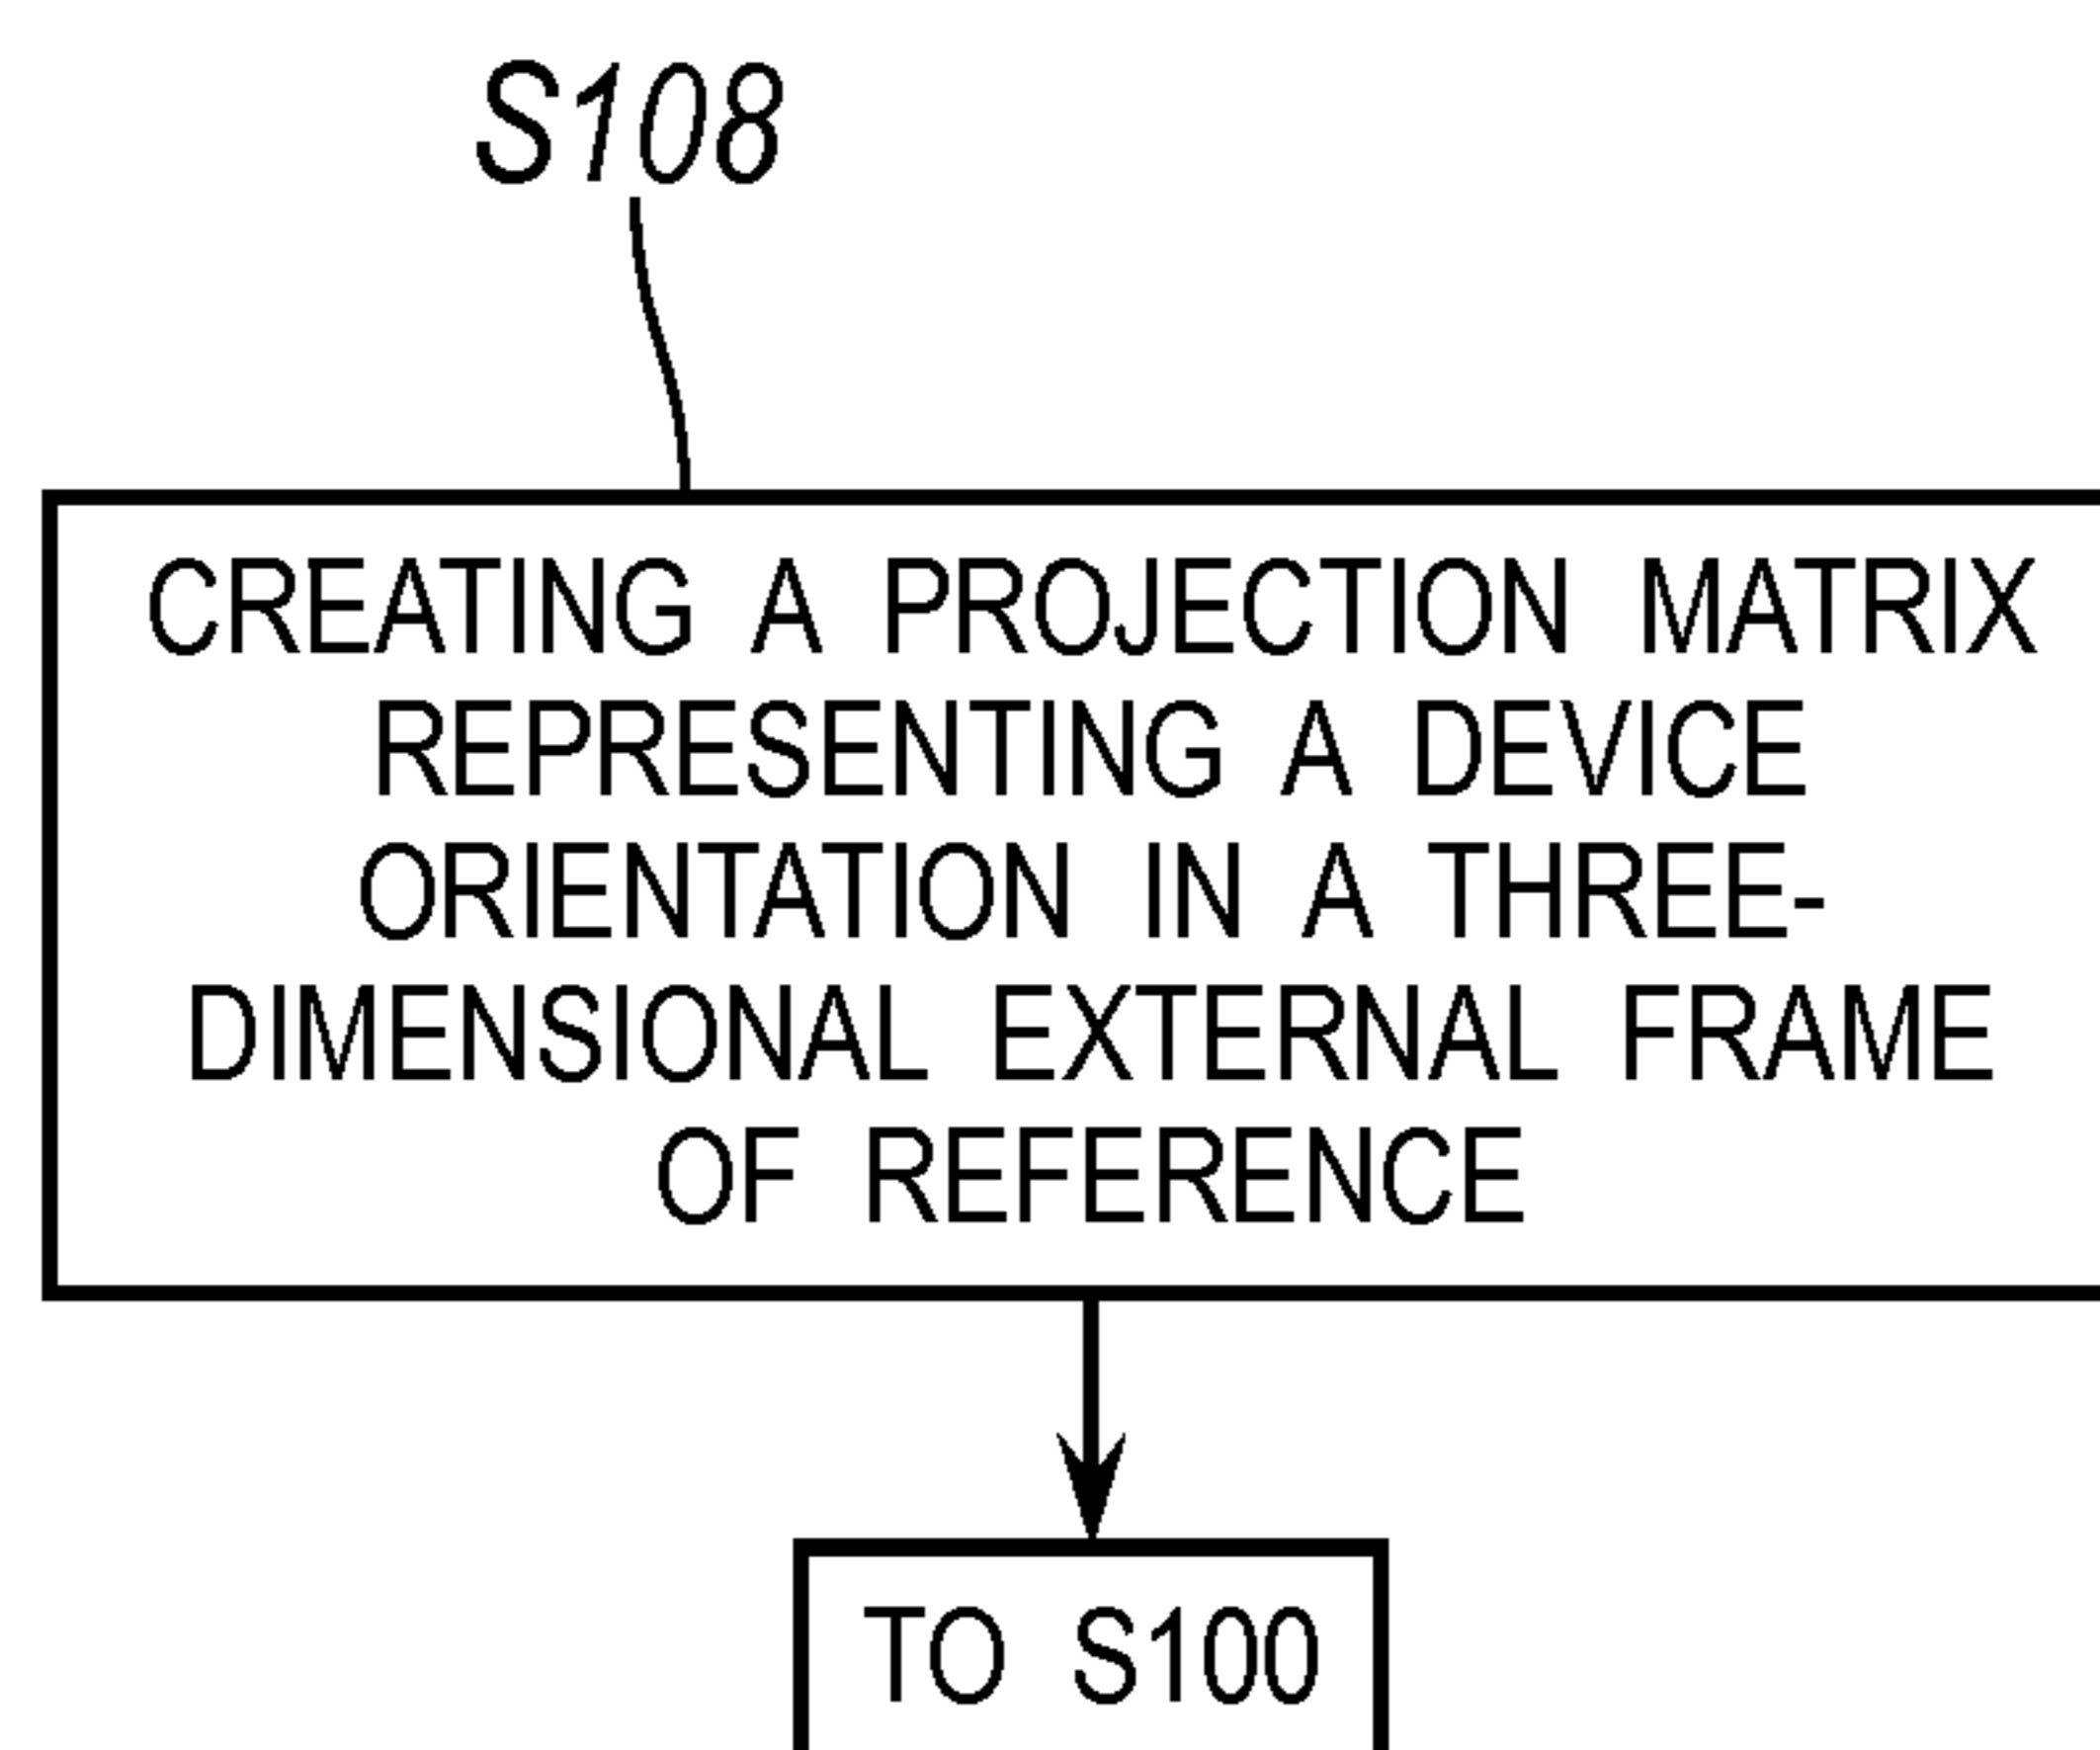 S108
CREATING A PROJECTION MATRIX
REPRESENTING A DEVICE
ORIENTATION IN A THREE-
DIMENSIONAL EXTERNAL FRAME
OF REFERENCE
TO S100